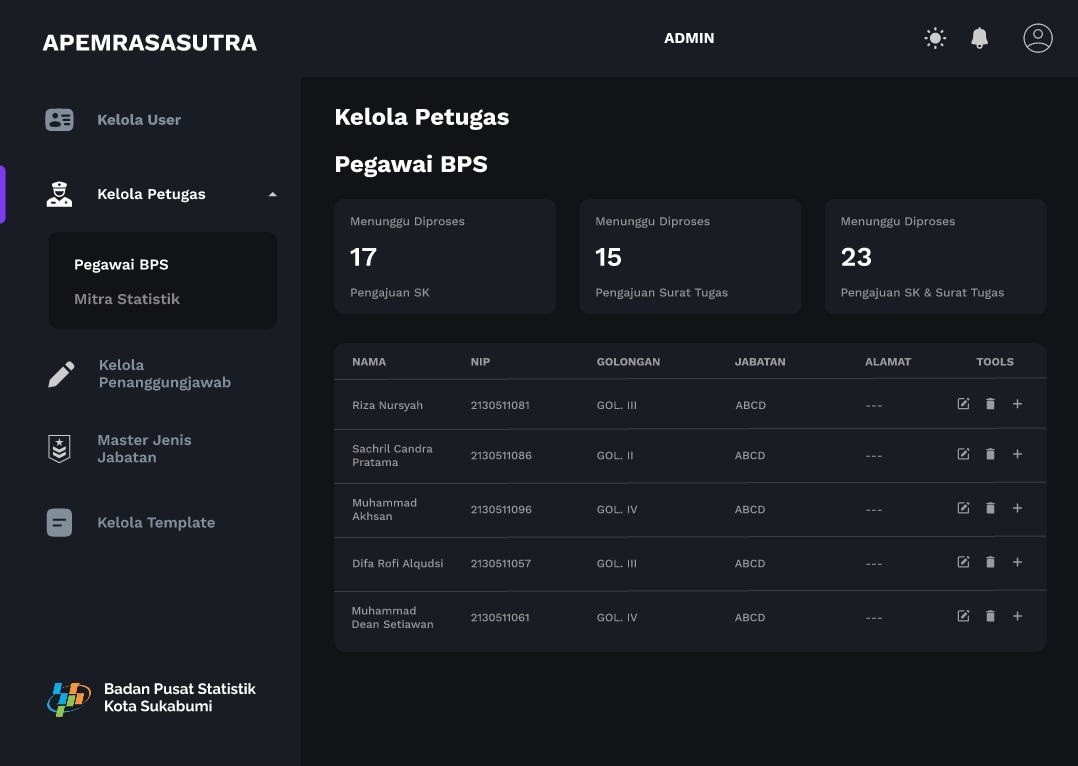 APEMRASASUTRA
ADMIN
Kelola User
Kelola Petugas
Pegawai BPS
Mitra Statistik
Kelola
Penanggungjawab
Master Jenis
Jabatan
Kelola Template
Badan Pusat Statistik
Kota Sukabumi
Kelola Petugas
Pegawai BPS
Menunggu Diproses
17
Pengajuan SK
Menunggu Diproses
15
Pengajuan Surat Tugas
Menunggu Diproses
23
Pengajuan SK & Surat Tugas
NAMA NIP GOLONGAN JABATAN ALAMAT TOOLS
Riza Nursyah 2130511081 GOL. III ABCD ---
Sachril Candra
Pratama 2130511086 GOL. II ABCD ---
Muhammad
Akhsan 2130511096 GOL. IV ABCD ---
Difa Rofi Alqudsi 2130511057 GOL. III ABCD ---
Muhammad
Dean Setiawan 2130511061 GOL. IV ABCD ---